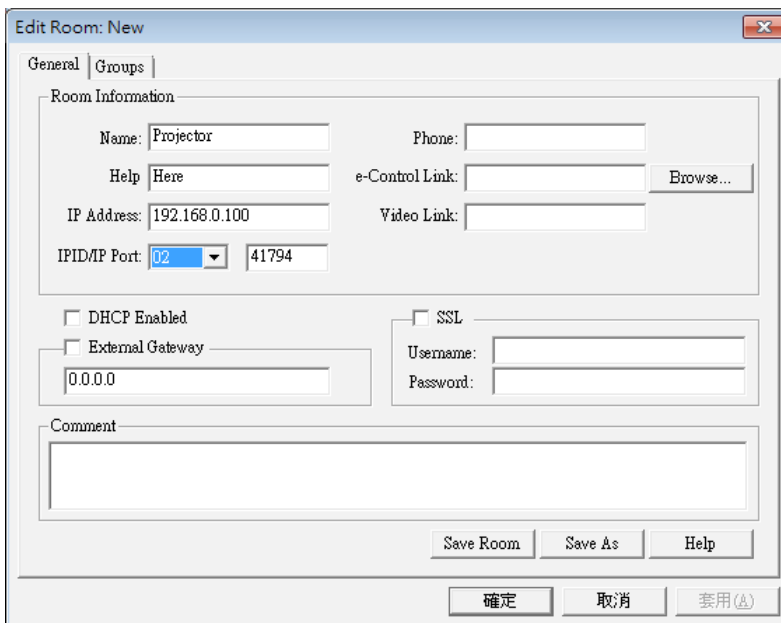 Edit Room: New
General Groups
Room Information
Name: Projector Phone:
Help Here e-Control Link: Browse...
IP Address: 192.168.0.100 Video Link:
IPID/IP Port: 02 41794
DHCP Enabled SSL
External Gateway Username:
0.0.0.0 Password:
Comment
Save Room Save As Help
確定 取消 套用(A)